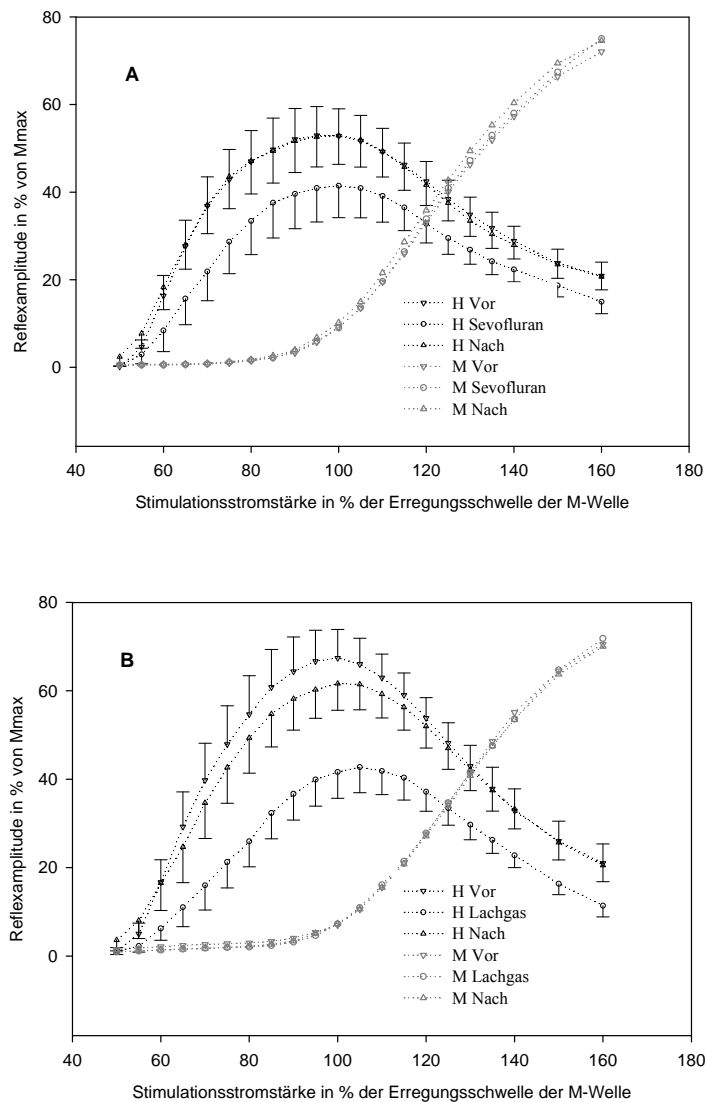 80
60
40
20
0
Reflexamplitude in % von Mmax
A
H Vor
H Sevofluran
H Nach
M Vor
M Sevofluran
M Nach
40 60 80 100 120 140 160 180
Stimulationsstromstärke in % der Erregungsschwelle der M-Welle
80
60
40
20
0
Reflexamplitude in % von Mmax
B
H Vor
H Lachgas
H Nach
M Vor
M Lachgas
M Nach
40 60 80 100 120 140 160 180
Stimulationsstromstärke in % der Erregungsschwelle der M-Welle